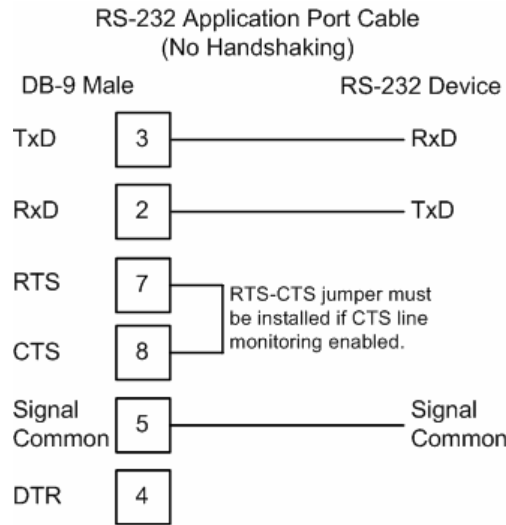 RS-232 Application Port Cable
(No Handshaking)
DB-9 Male RS-232 Device
TxD 3 RxD
RxD 2 TxD
RTS 7
RTS-CTS jumper must
be installed if CTS line
monitoring enabled.
CTS 8
Signal
Common 5 Signal
Common
DTR 4